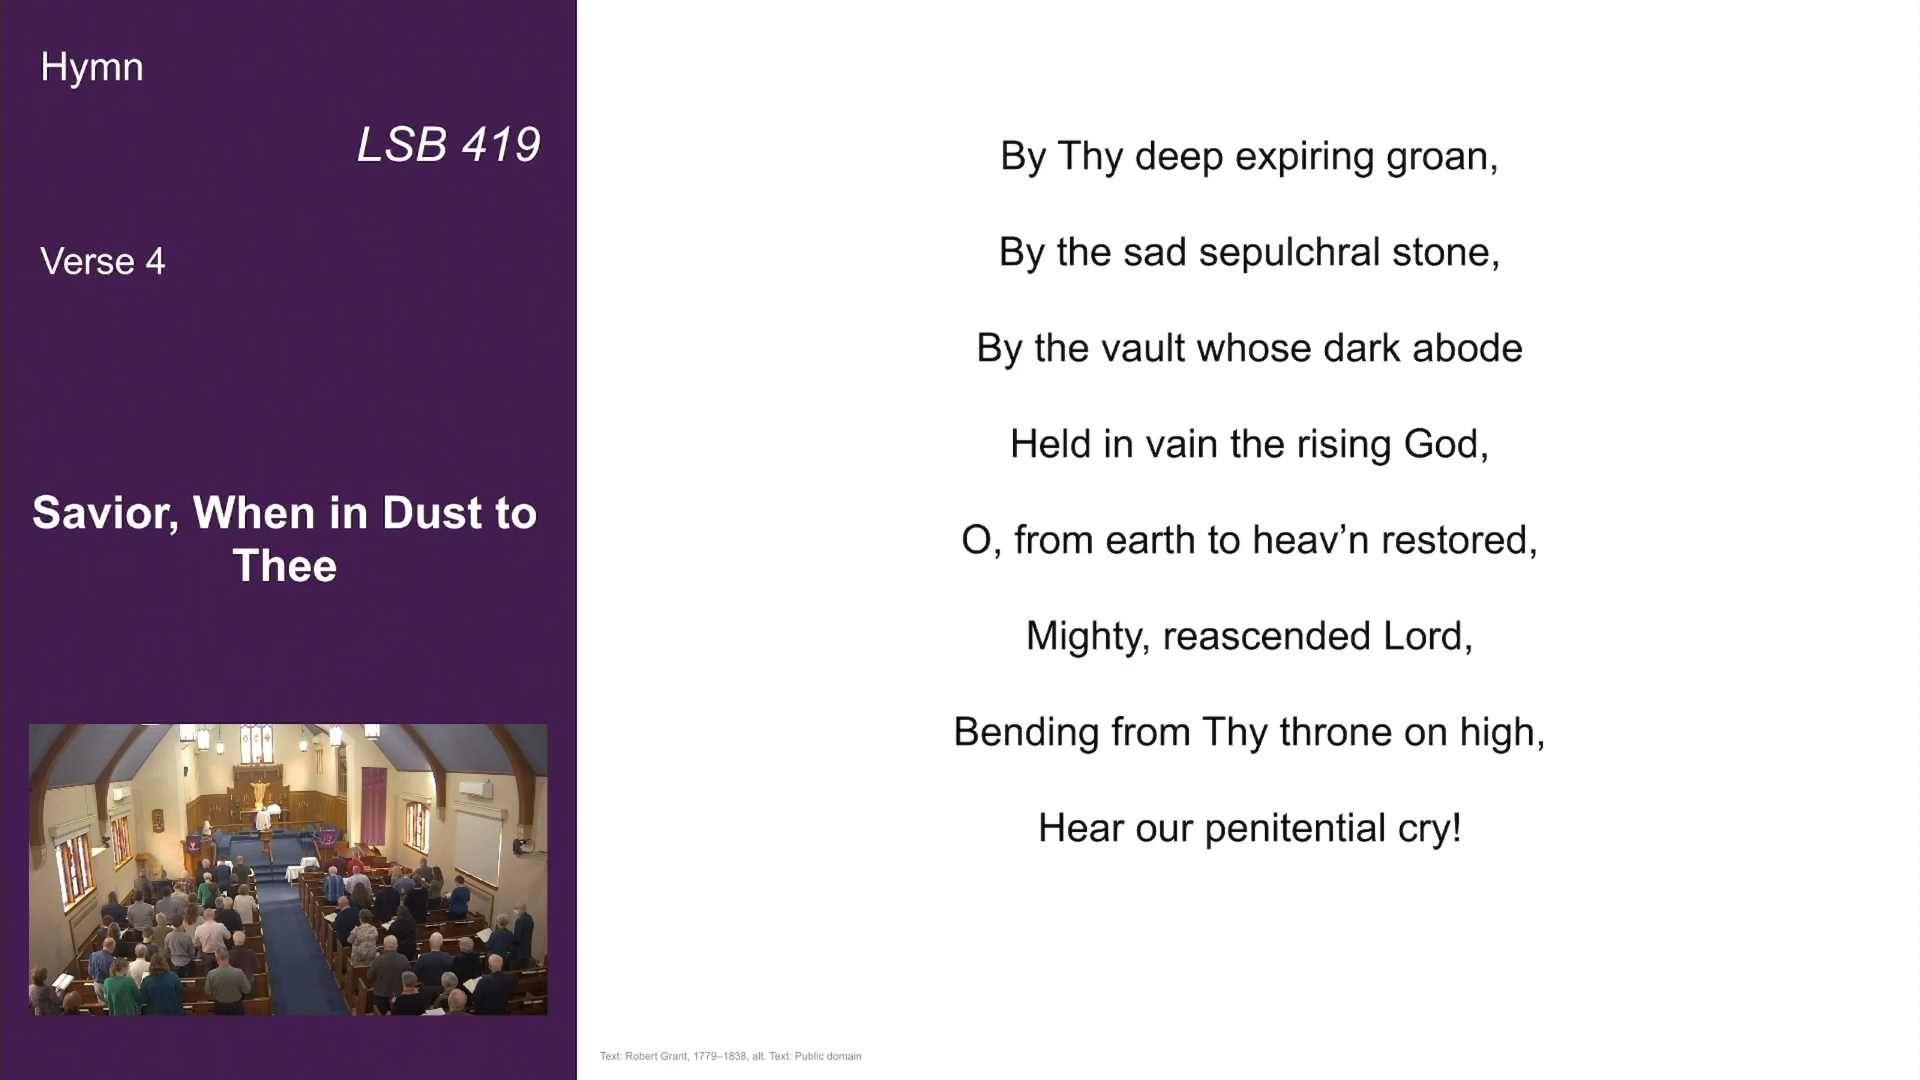 Hymn
LSB 419
Verse 4
Savior, When in Dust to
Thee
By Thy deep expiring groan,
By the sad sepulchral stone,
By the vault whose dark abode
Held in vain the rising God,
O, from earth to heav’n restored,
Mighty, reascended Lord,
Bending from Thy throne on high,
Hear our penitential cry!
Text: Robert Grant, 1779–1838, alt. Text: Public domain